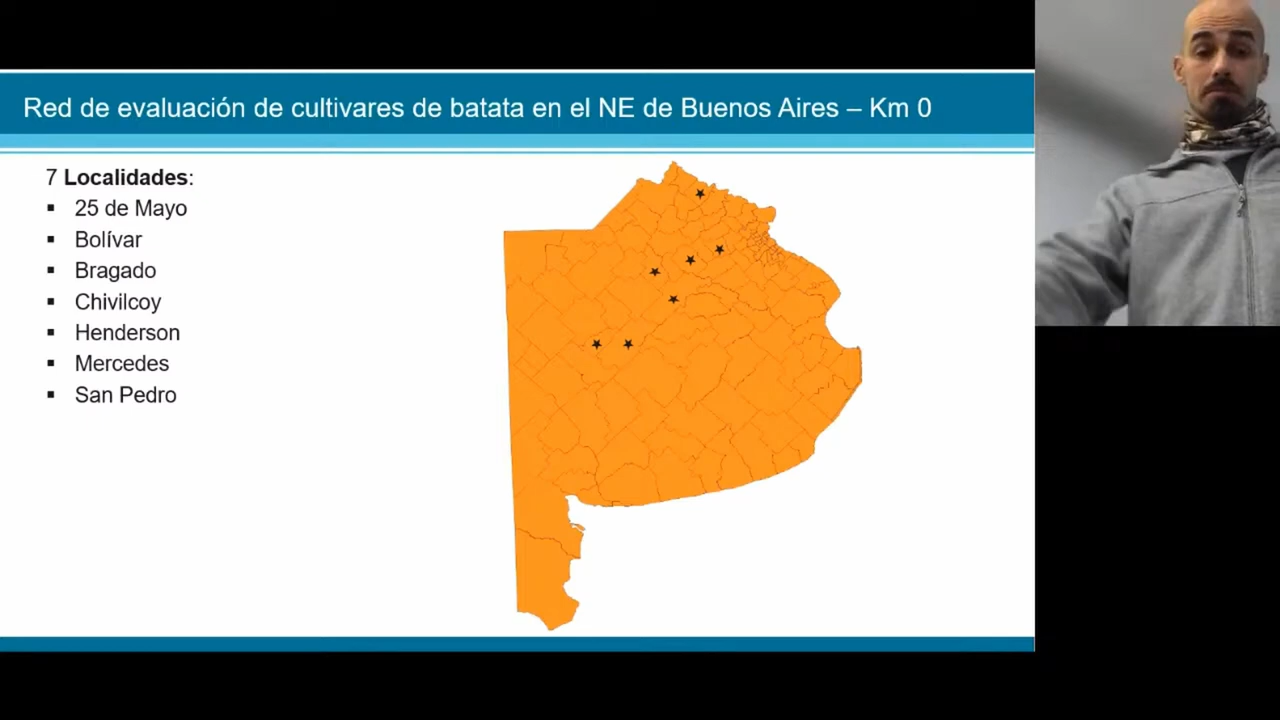 Red de evaluación de cultivares de batata en el NE de Buenos Aires – Km 0
7 Localidades:
▪ 25 de Mayo
▪ Bolívar
▪ Bragado
▪ Chivilcoy
▪ Henderson
▪ Mercedes
▪ San Pedro